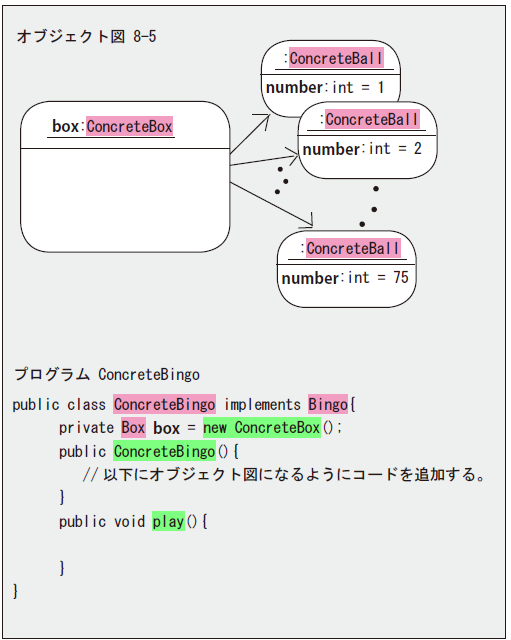 オブジェクト図 8-5
:ConcreteBall
number:int = 1
box:ConcreteBox
:ConcreteBall
number:int = 2
:ConcreteBall
number:int = 75
プログラム ConcreteBingo
public class ConcreteBingo implements Bingo{
private Box box = new ConcreteBox();
public ConcreteBingo(){
// 以下にオブジェクト図になるようにコードを追加する。
}
public void play(){
}
}